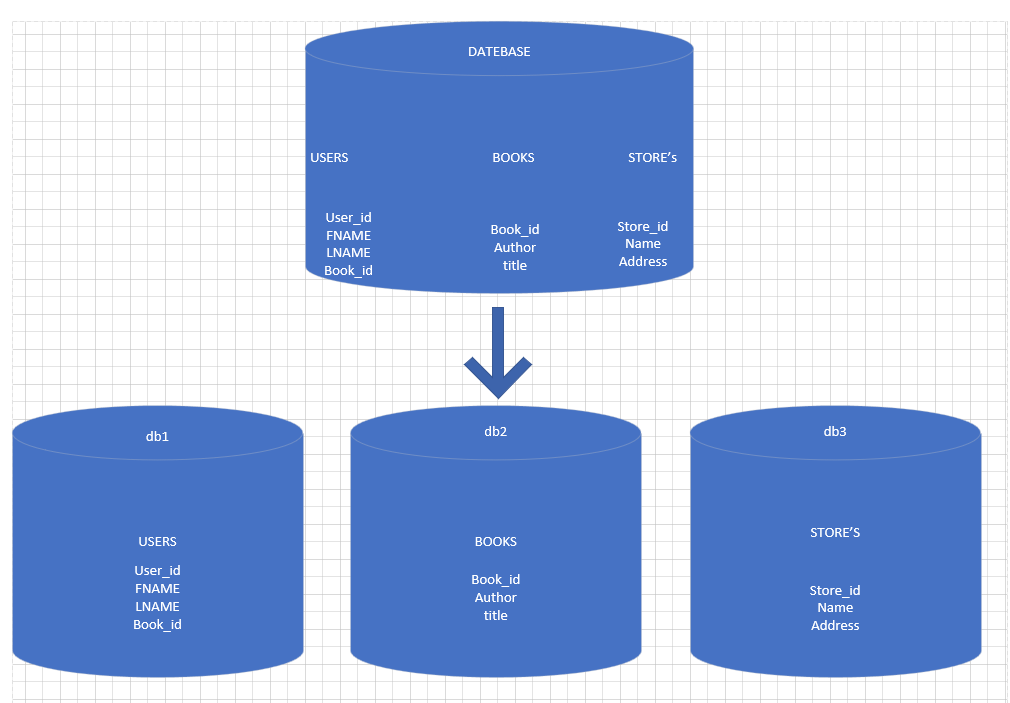 DATEBASE
USERS
BOOKS
STORE's
User_id
FNAME
LNAME
Book_id
Book_id
Author
title
Store_id
Name
Address
db1
USERS
User_id
FNAME
LNAME
Book_id
db2
BOOKS
Book_id
Author
title
db3
STORE'S
Store_id
Name
Address